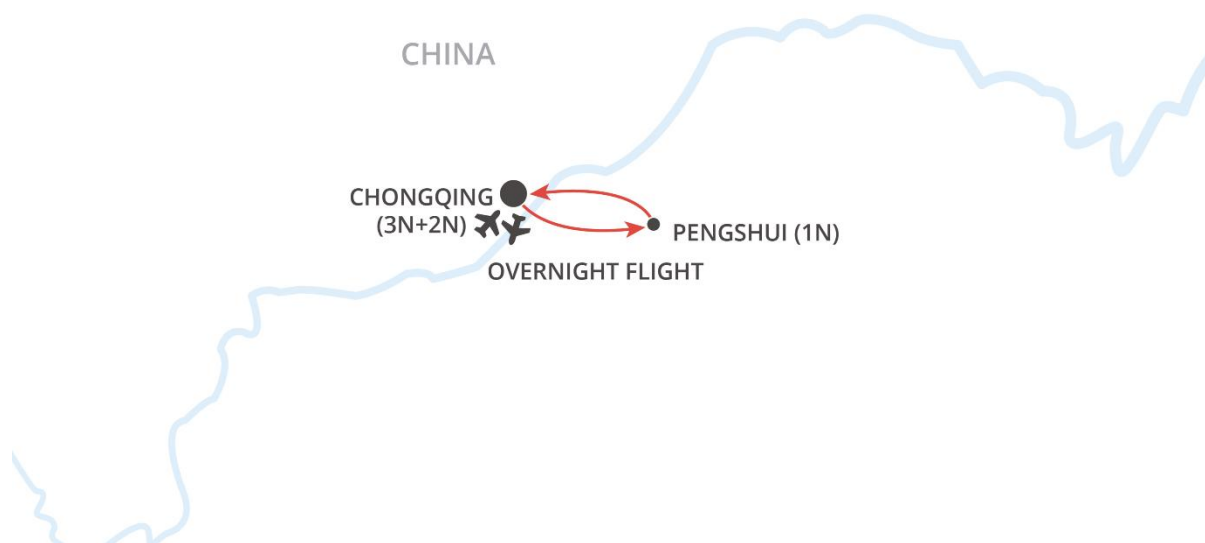 CHINA
CHONGQING
(3N+2N)
PENGSHUI (1N)
OVERNIGHT FLIGHT